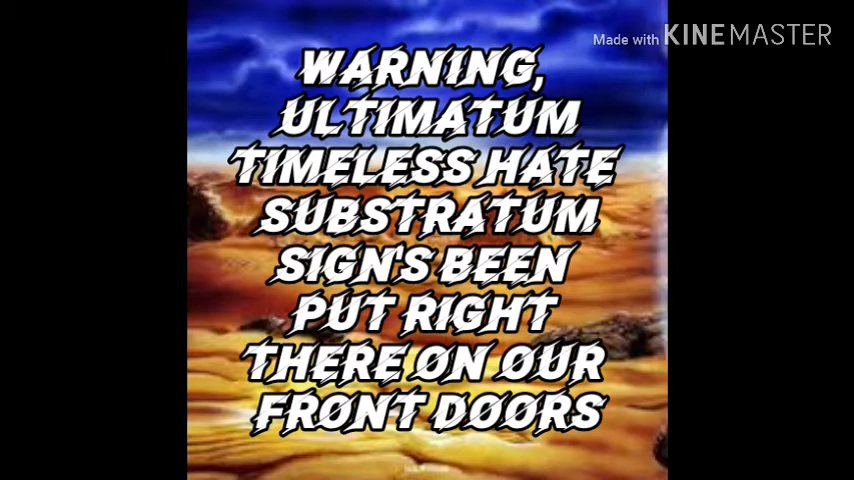 Made with KINEMASTER
WARNING,
ULTIMATUM
TIMELESS HATE
SUBSTRATUM
SIGN'S BEEN
PUT RIGHT
THERE ON OUR
FRONT DOORS